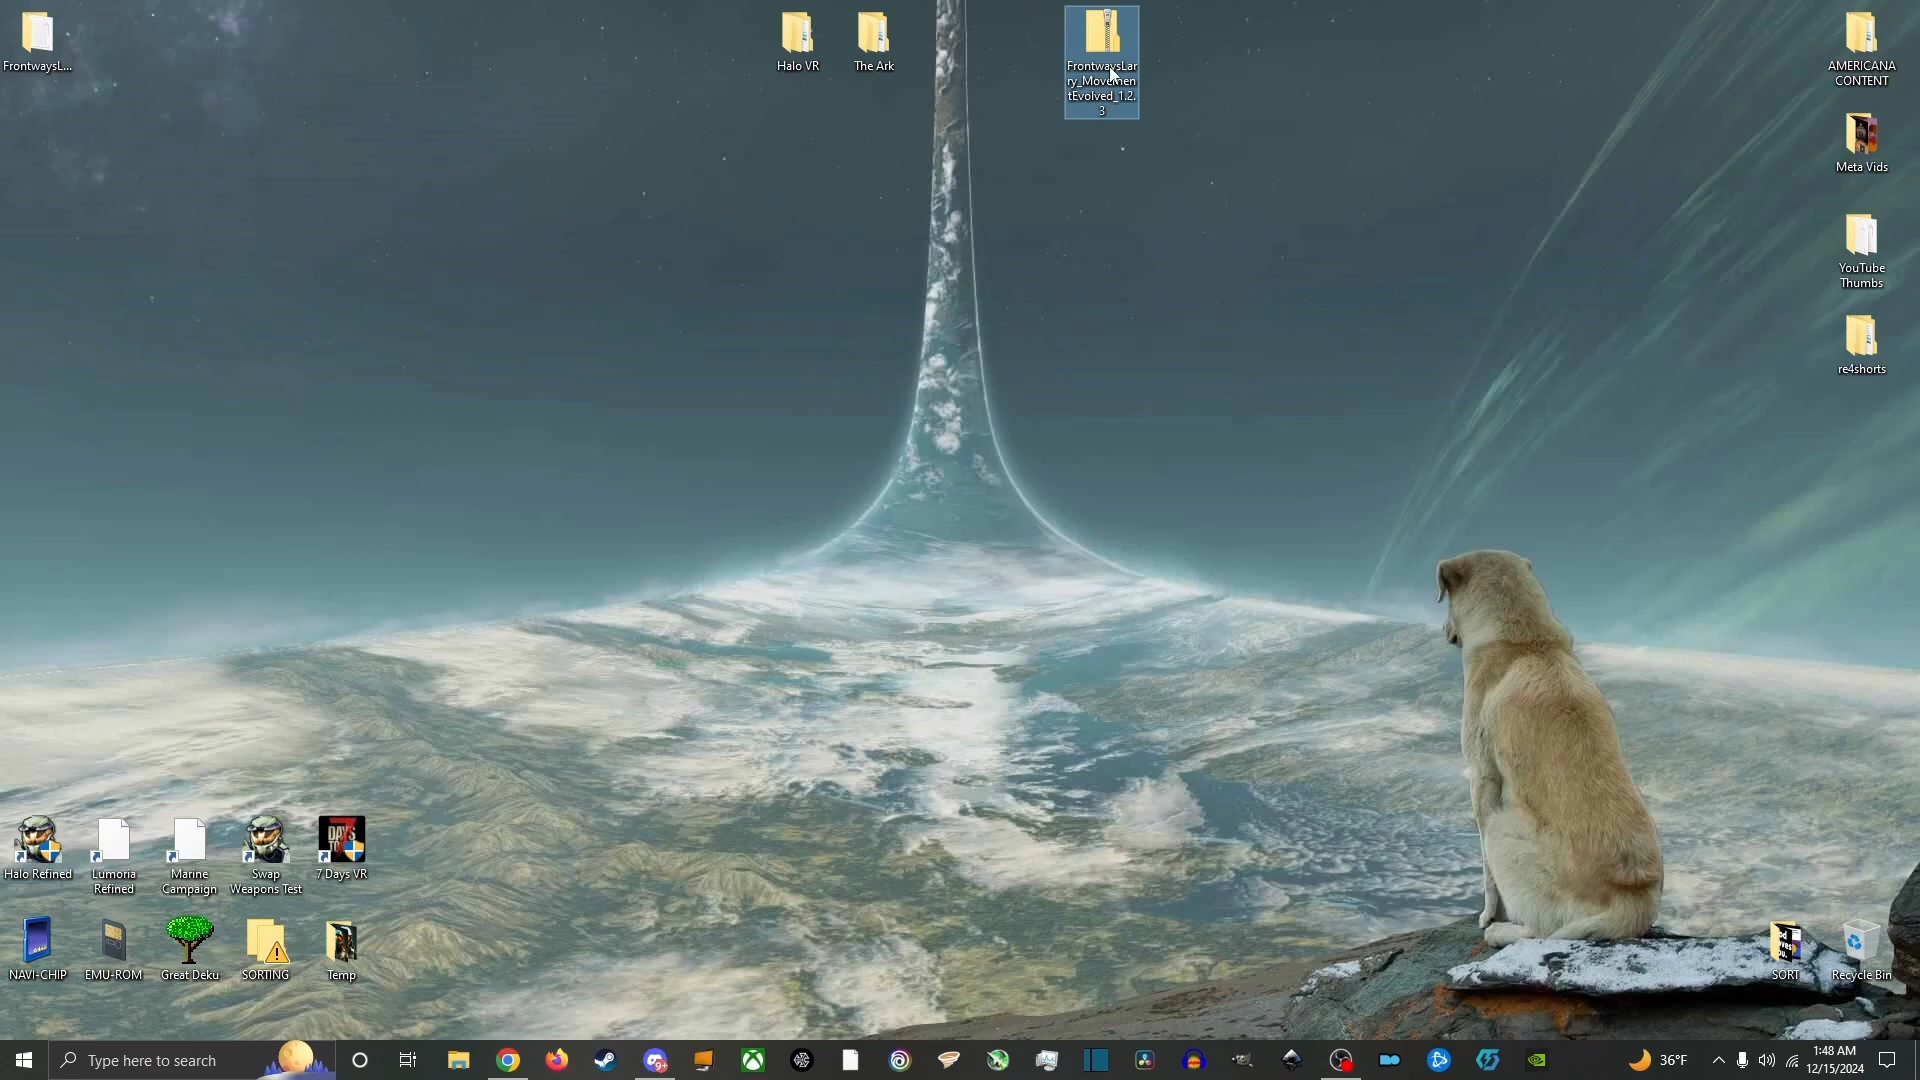 FrontwaysL...
Halo VR
The Ark
FrontwaysLar
ry_Movemen
tEvolved_1.2.
3
AMERICANA
CONTENT
Meta Vids
YouTube
Thumbs
re4shorts
Halo Refined
Lumoria
Refined
Marine
Campaign
Swap
Weapons Test
7 Days VR
DAYS
NAVI-CHIP
EMU-ROM
Great Deku
SORTING
Temp
SORT
Recycle Bin
Type here to search
9+
36°F
1:48 AM
12/15/2024